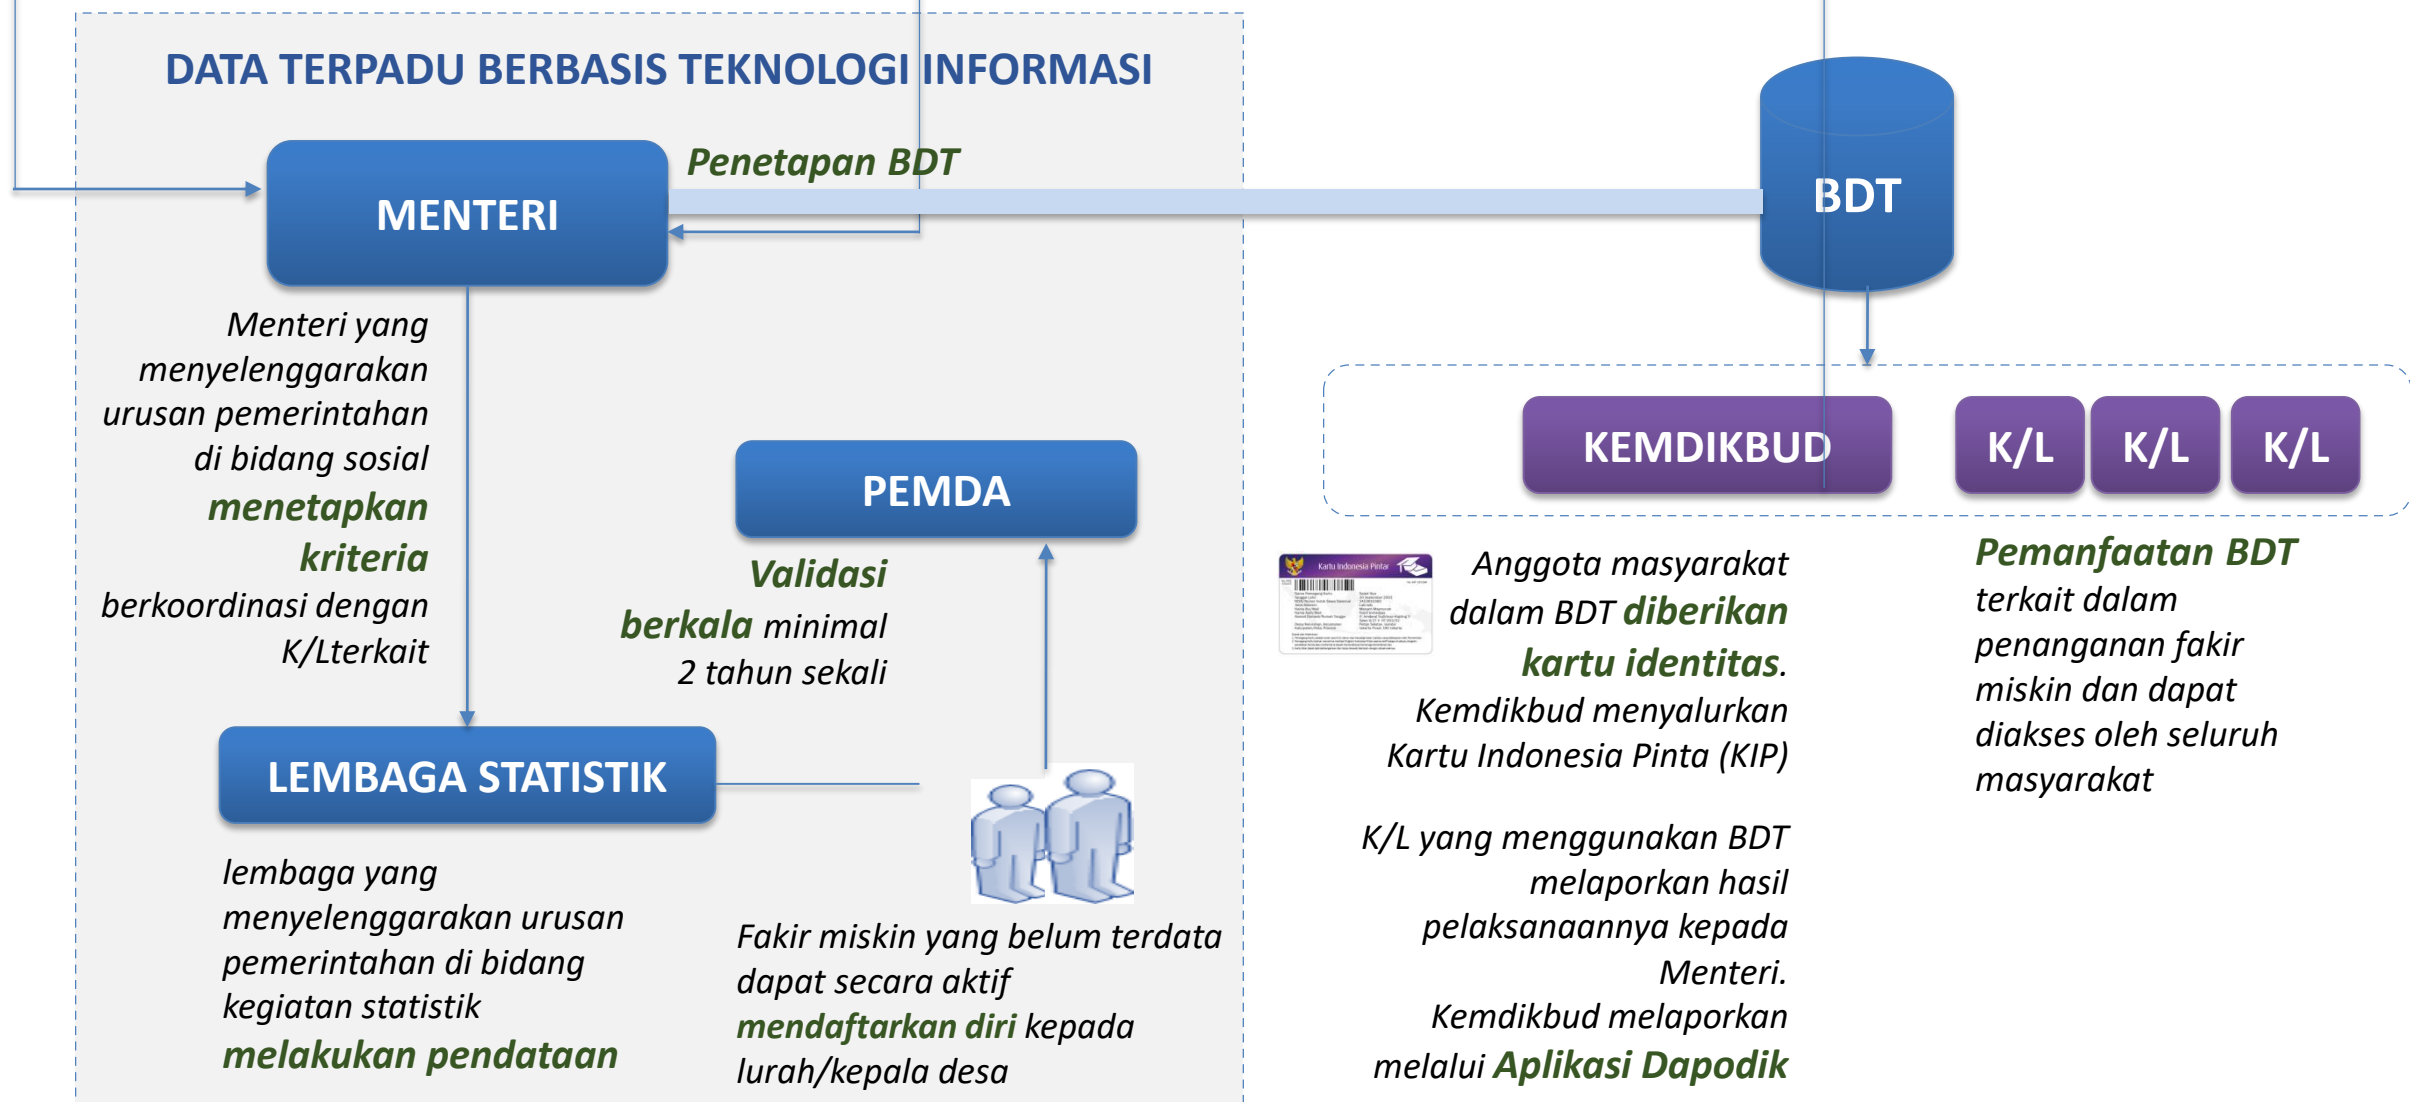 DATA TERPADU BERBASIS TEKNOLOGI INFORMASI
MENTERI
Penetapan BDT
BDT
Menteri yang
menyelenggarakan
urusan pemerintahan
di bidang sosial
menetapkan
kriteria
berkoordinasi dengan
K/Lterkait
PEMDA
Validasi
berkala minimal
2 tahun sekali
LEMBAGA STATISTIK
lembaga yang
menyelenggarakan urusan
pemerintahan di bidang
kegiatan statistik
melakukan pendataan
Fakir miskin yang belum terdata
dapat secara aktif
mendaftarkan diri kepada
lurah/kepala desa
KEMDIKBUD
K/L
K/L
K/L
Kartu Indonesia Pintar
Anggota masyarakat
dalam BDT diberikan
kartu identitas.
Kemdikbud menyalurkan
Kartu Indonesia Pinta (KIP)
K/L yang menggunakan BDT
melaporkan hasil
pelaksanaannya kepada
Menteri.
Kemdikbud melaporkan
melalui Aplikasi Dapodik
Pemanfaatan BDT
terkait dalam
penanganan fakir
miskin dan dapat
diakses oleh seluruh
masyarakat